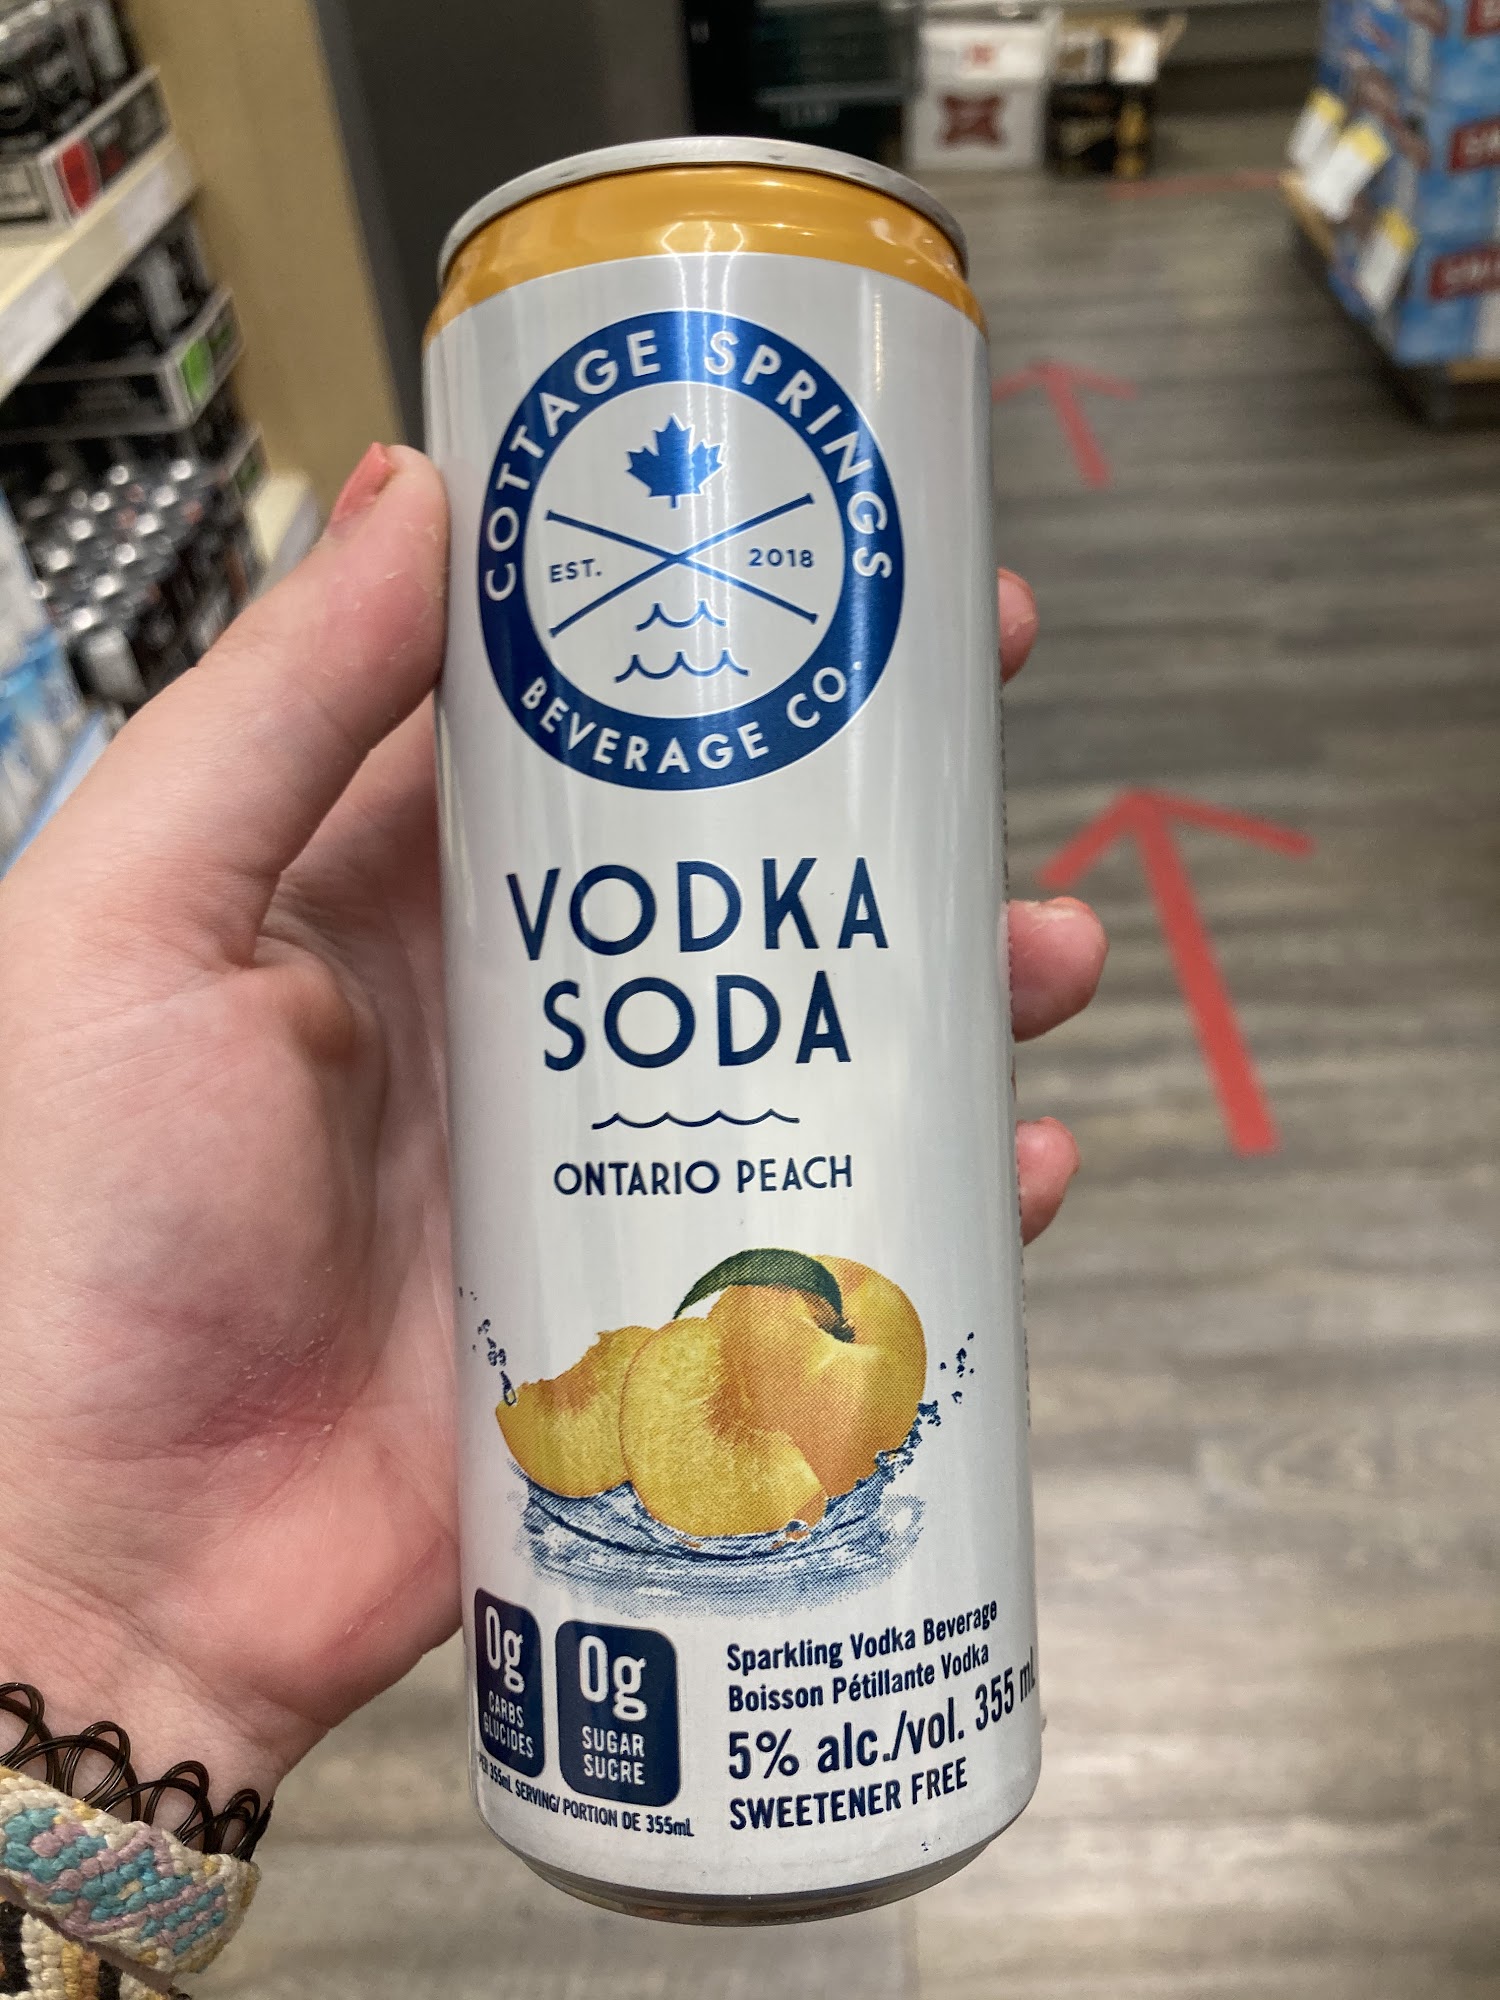 COTTAGE SPRINGS
EST. 2018
BEVERAGE CO.
VODKA
SODA
ONTARIO PEACH
0g
CARBS
GLUCIDES
0g
SUGAR
SUCRE
PER 355mL SERVING/ PORTION DE 355mL
Sparkling Vodka Beverage
Boisson Pétillante Vodka
5% alc./vol. 355 mL
SWEETENER FREE